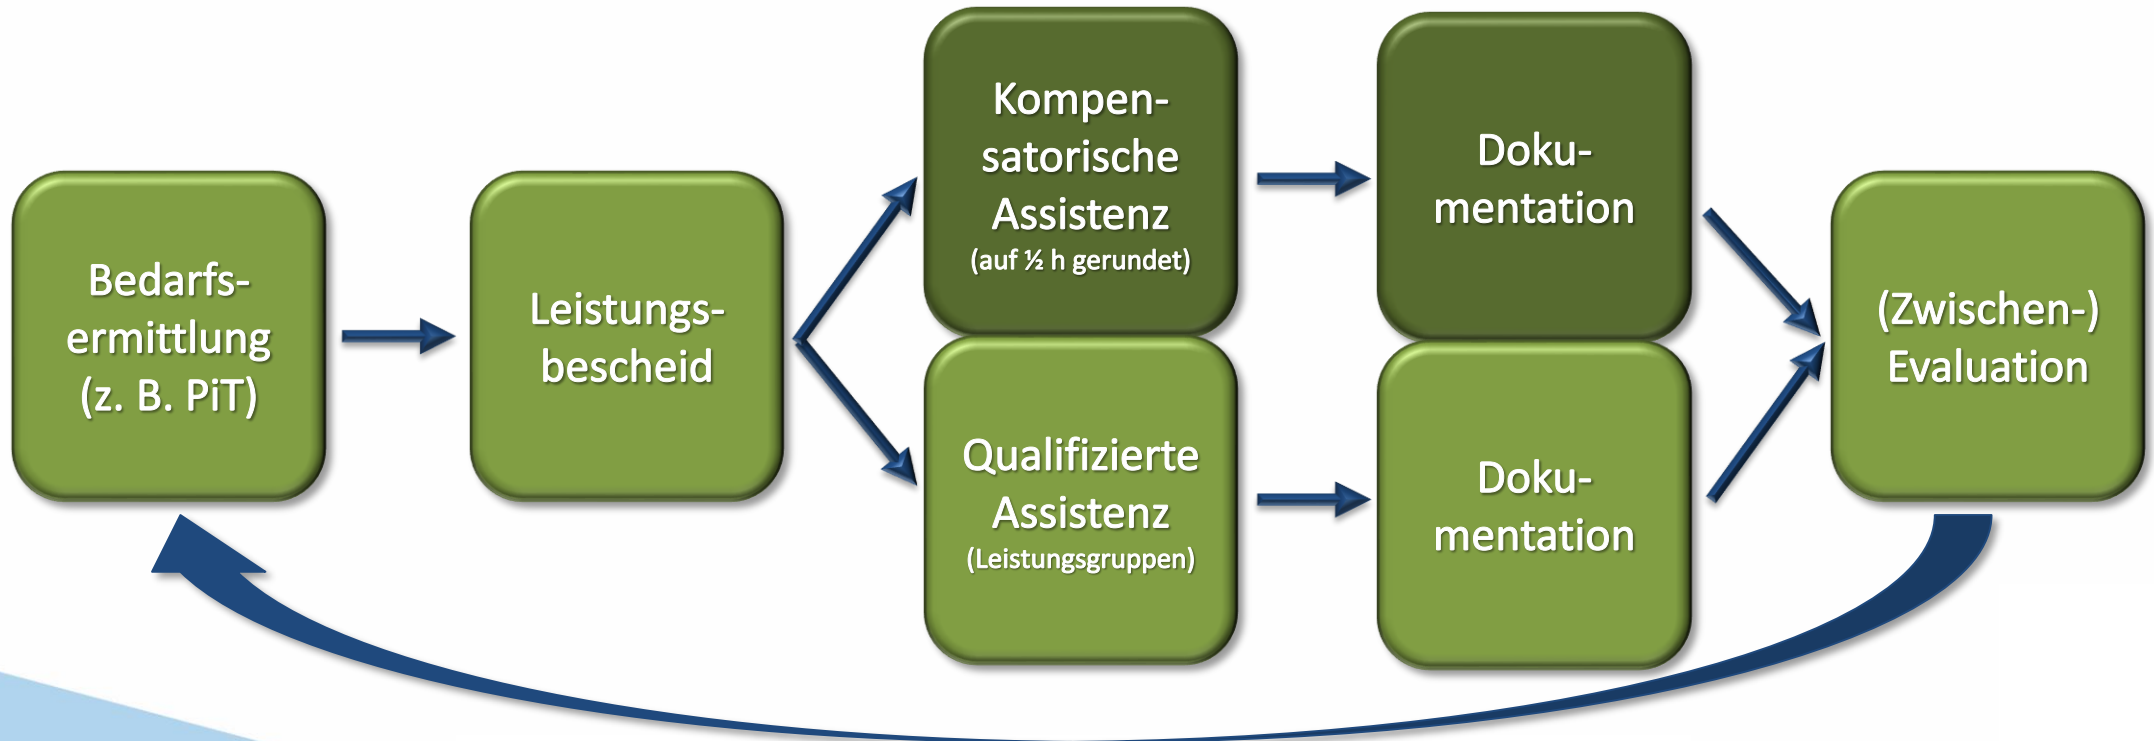 Bedarfs-
ermittlung
(z. B. PiT)
Leistungs-
bescheid
Kompen-
satorische
Assistenz
(auf ½ h gerundet)
Qualifizierte
Assistenz
(Leistungsgruppen)
Doku-
mentation
Doku-
mentation
(Zwischen-)
Evaluation